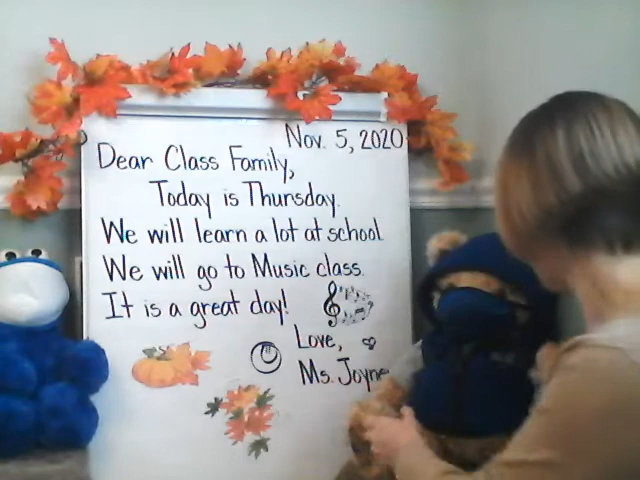 Nov. 5, 2020
Dear Class Family,
Today is Thursday.
We will learn a lot at school.
We will go to Music class.
It is a great day!
Love,
Ms. Joyne